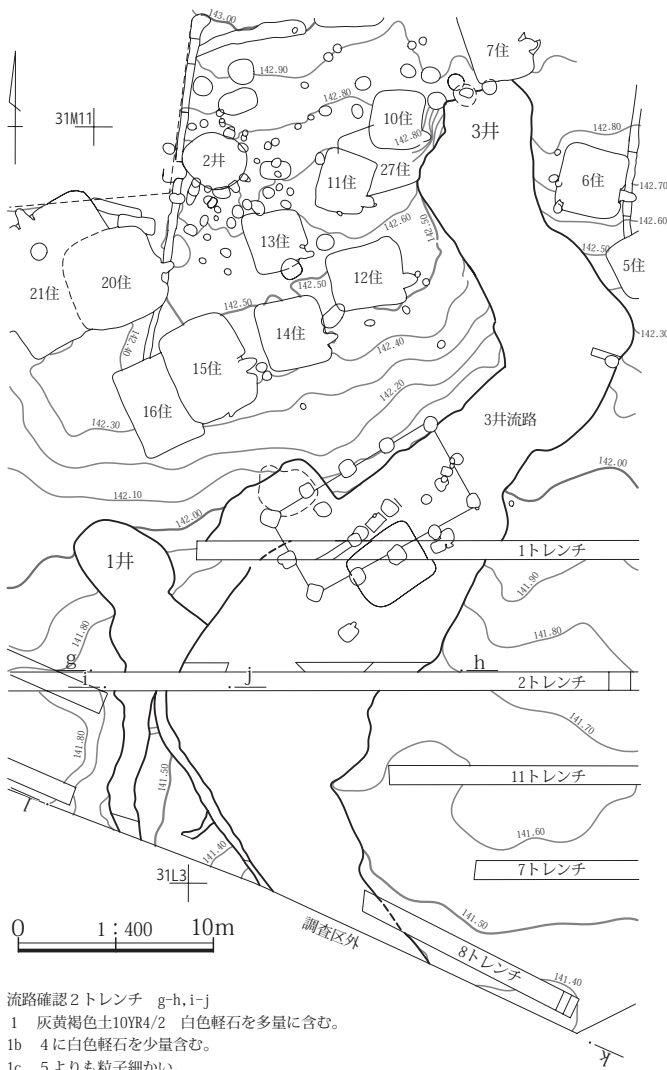 143.00
7住
142.90
142.80
10住
142.80
3井
142.80
31M11
2井
27住
11住
6住
142.70
142.60
142.60
142.50
13住
142.50
5住
20住
12住
21住
142.50
14住
142.30
142.40
15住
142.40
142.20
16住
3井流路
142.30
142.00
142.10
142.00
1井
1トレンチ
141.90
141.80
141.80
g
h
i
j
2トレンチ
141.70
141.80
141.50
11トレンチ
141.60
141.40
7トレンチ
31L3
141.50
0
1：400
10m
調査区外
8トレンチ
141.40
流路確認２トレンチ　g-h,i-j
1　灰黄褐色土10YR4/2　白色軽石を多量に含む。
k
1b　４に白色軽石を少量含む。
1c　５よりも粒子細かい